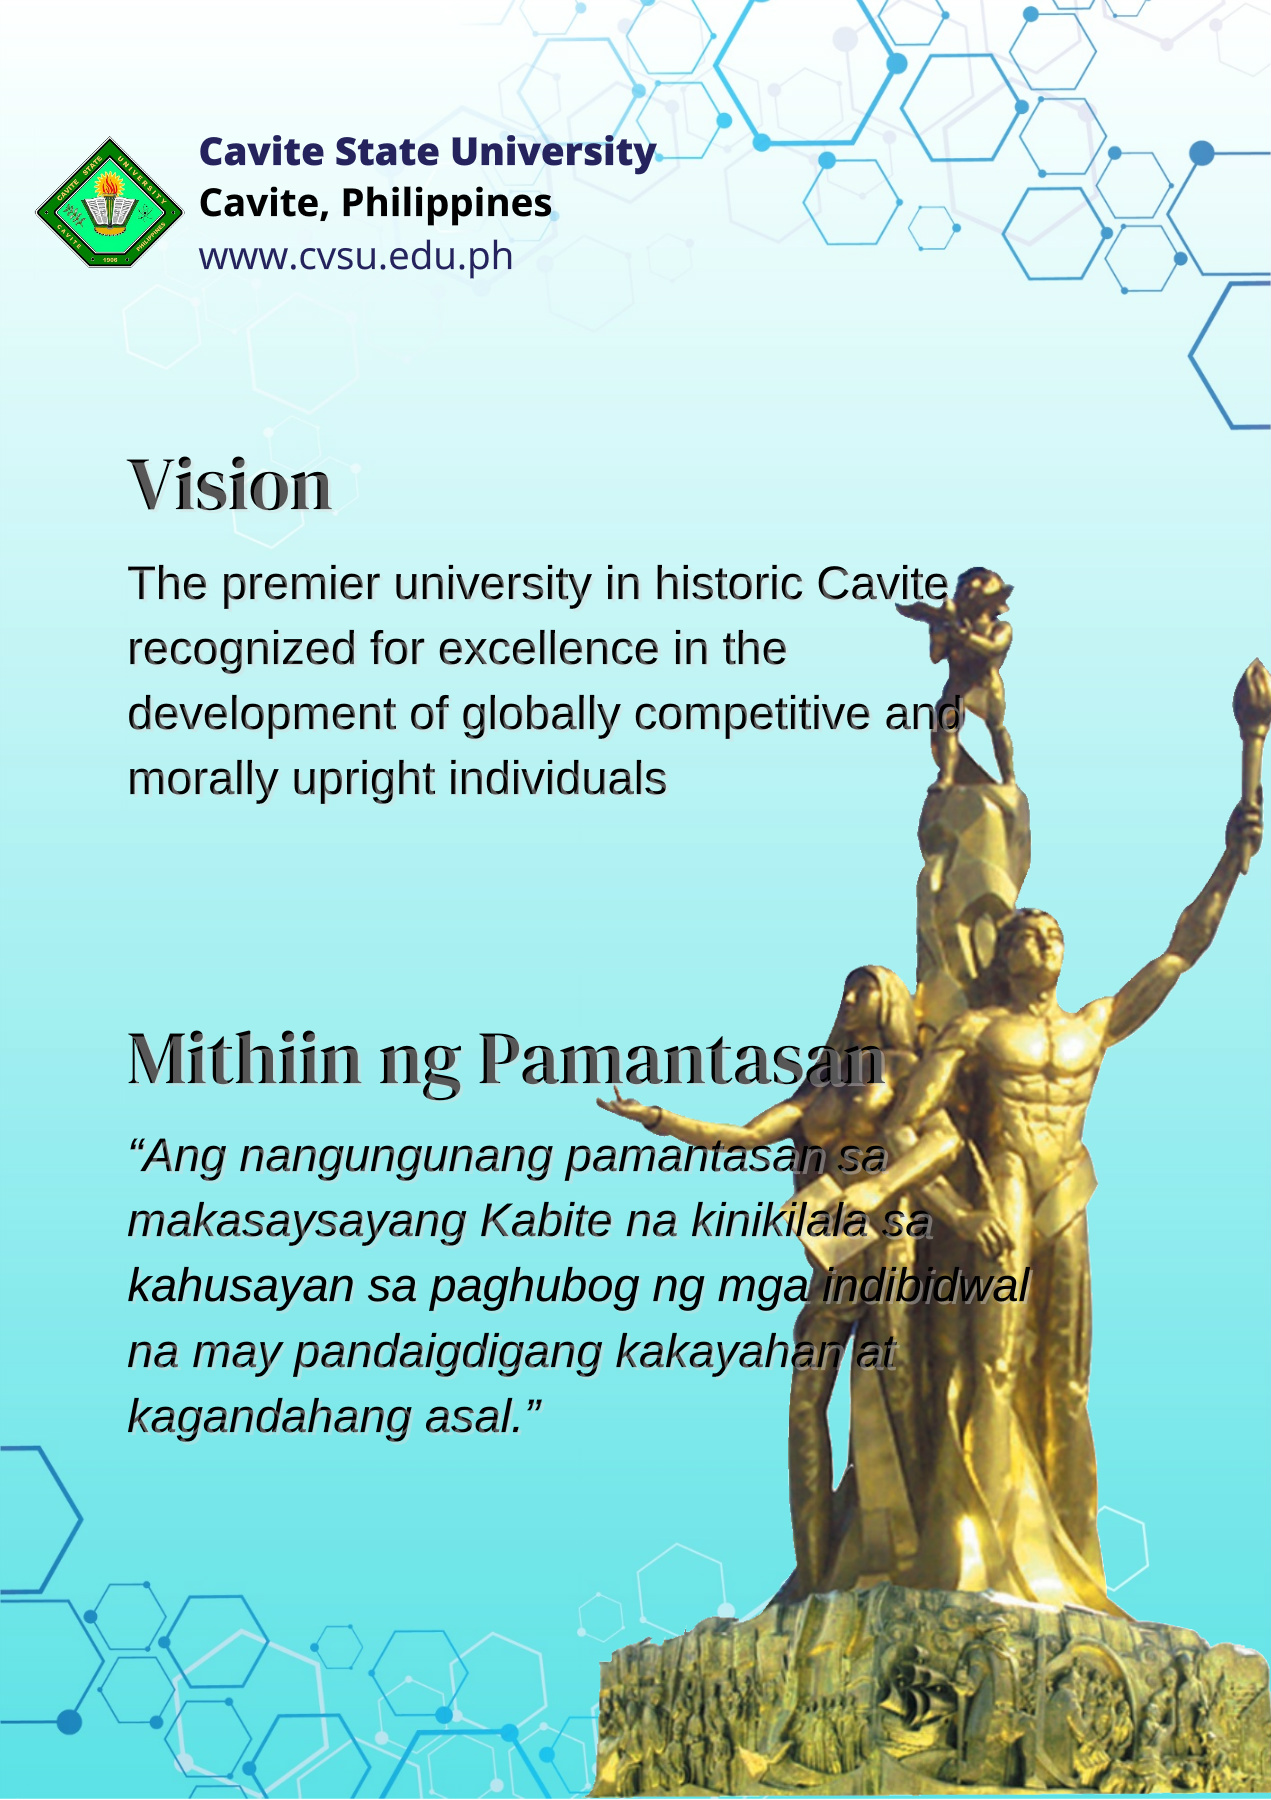 Cavite State University
Cavite, Philippines
www.cvsu.edu.ph
CAVITE STATE UNIVERSITY
CAVITE PHILIPPINES
1906
Vision
The premier university in historic Cavite
recognized for excellence in the
development of globally competitive and
morally upright individuals
Mithiin ng Pamantasan
“Ang nangungunang pamantasan sa
makasaysayang Kabite na kinikilala sa
kahusayan sa paghubog ng mga indibidwal
na may pandaigdigang kakayahan at
kagandahang asal.”